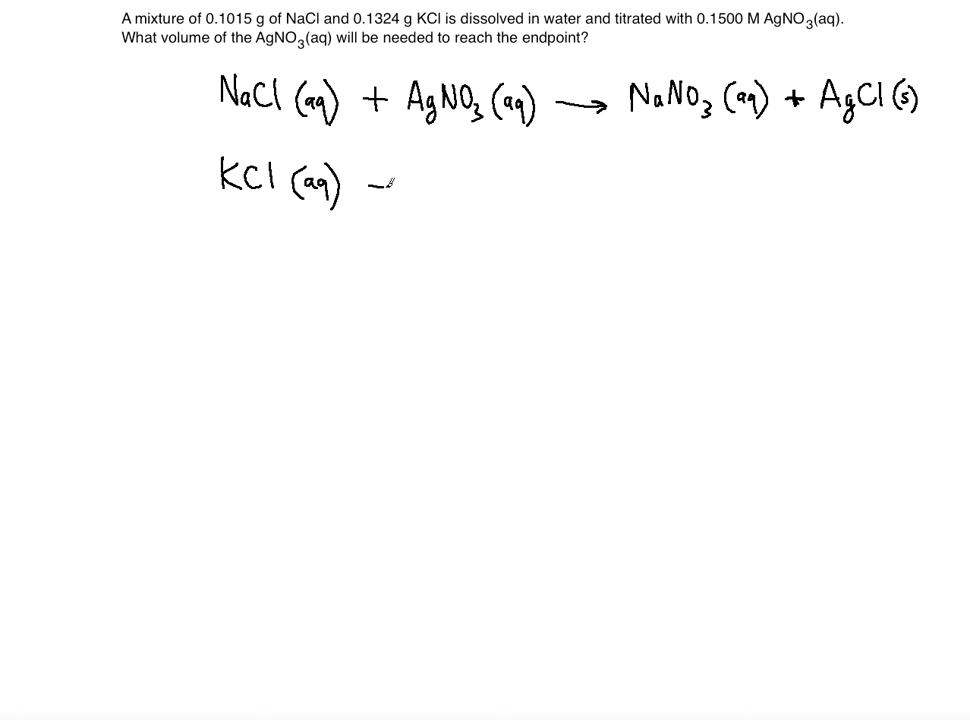 A mixture of 0.1015 g of NaCl and 0.1324 g KCl is dissolved in water and titrated with 0.1500 M AgNO₃(aq).
What volume of the AgNO₃(aq) will be needed to reach the endpoint?
NaCl (aq) + AgNO₃ (aq) → NaNO₃ (aq) + AgCl (s)
KCl (aq) –